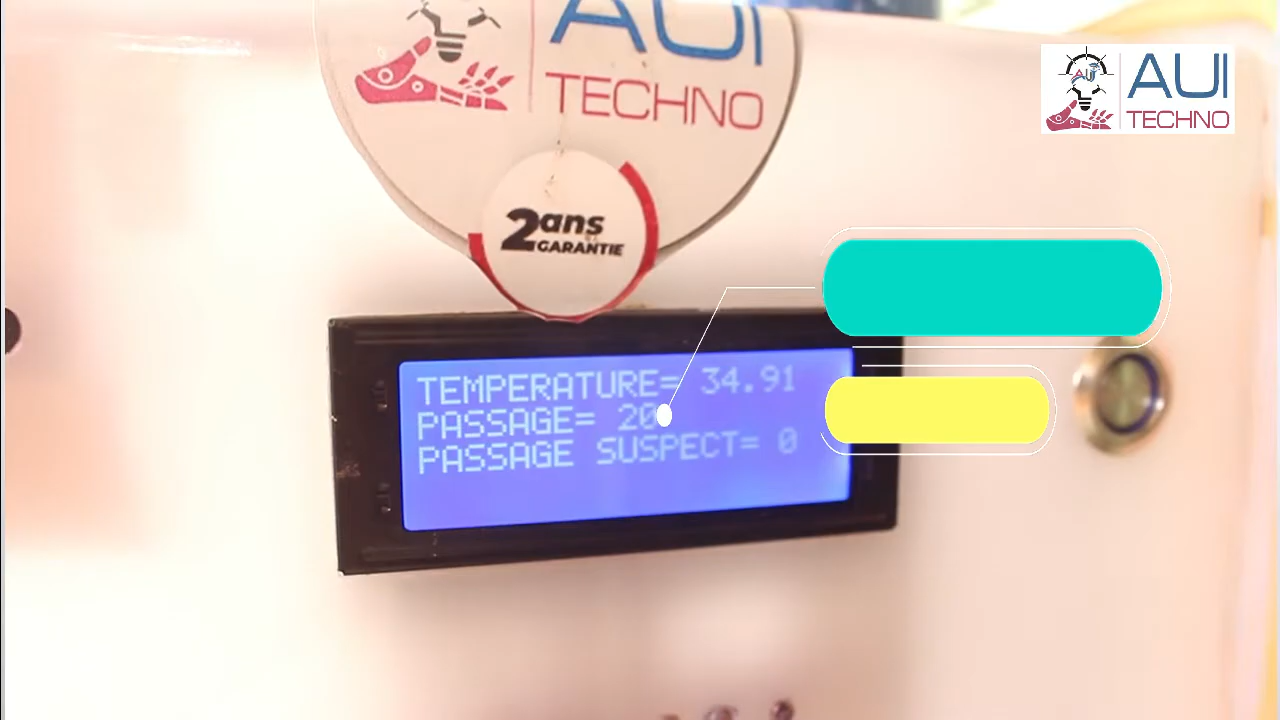 AUI
TECHNO
AUI
TECHNO
2ans
GARANTIE
TEMPERATURE= 34.91
PASSAGE= 20
PASSAGE SUSPECT= 0